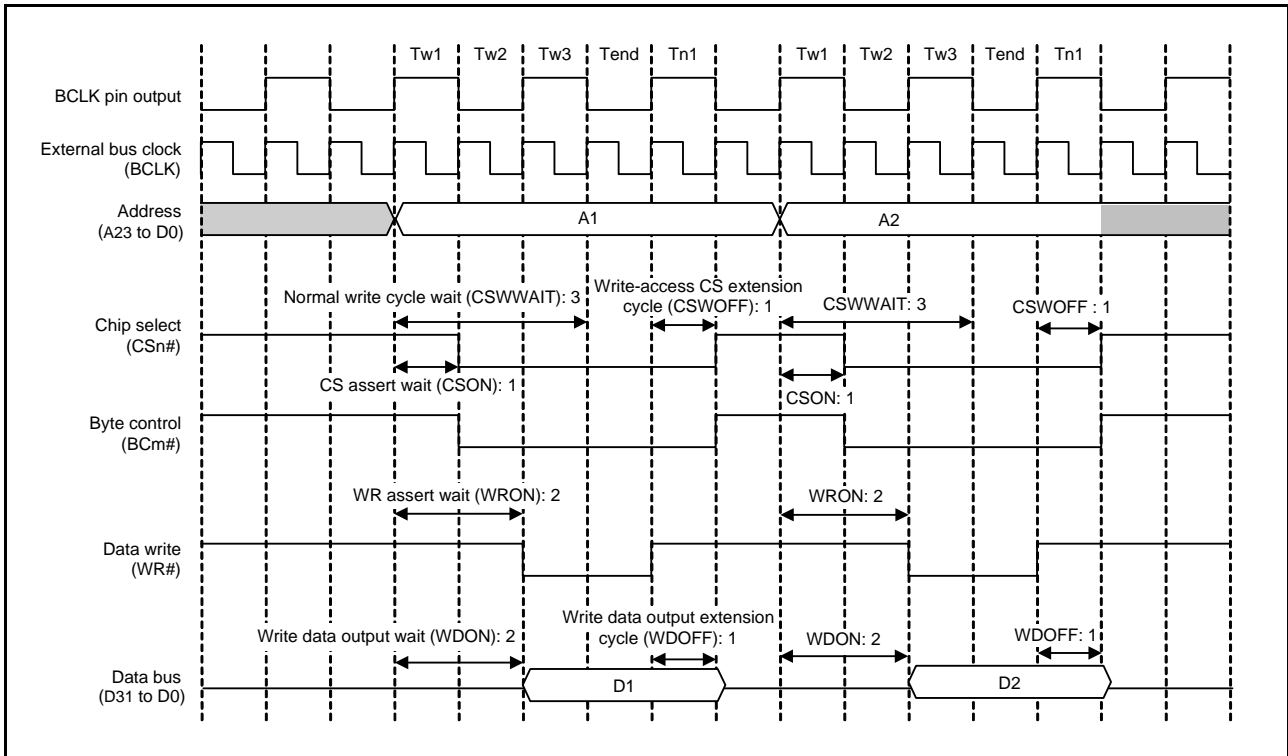 Tw1 Tw2 Tw3 Tend Tn1 Tw1 Tw2 Tw3 Tend Tn1
BCLK pin output
External bus clock
(BCLK)
Address
(A23 to D0)
A1 A2
Normal write cycle wait (CSWWAIT): 3
Write-access CS extension
cycle (CSWOFF): 1
CSWWAIT: 3
CSWOFF : 1
Chip select
(CSn#)
CS assert wait (CSON): 1
CSON: 1
Byte control
(BCm#)
WR assert wait (WRON): 2
WRON: 2
Data write
(WR#)
Write data output wait (WDON): 2
Write data output extension
cycle (WDOFF): 1
WDON: 2
WDOFF: 1
Data bus
(D31 to D0)
D1 D2